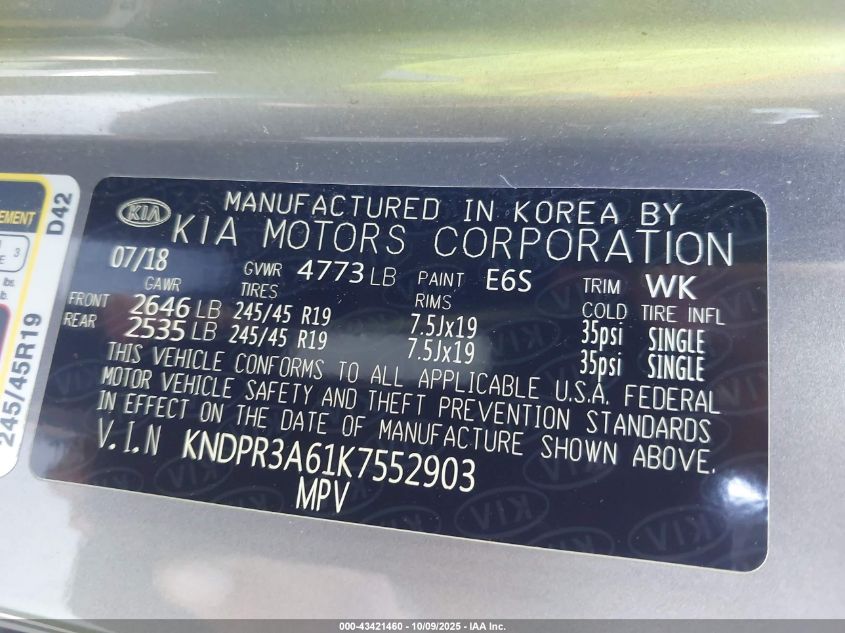 KIA
MANUFACTURED IN KOREA BY
KIA MOTORS CORPORATION
07/18 GVWR 4773 LB PAINT E6S TRIM WK
GAWR TIRES RIMS COLD TIRE INFL
FRONT 2646 LB 245/45 R19 7.5Jx19 35psi SINGLE
REAR 2535 LB 245/45 R19 7.5Jx19 35psi SINGLE
THIS VEHICLE CONFORMS TO ALL APPLICABLE U.S.A. FEDERAL
MOTOR VEHICLE SAFETY AND THEFT PREVENTION STANDARDS
IN EFFECT ON THE DATE OF MANUFACTURE SHOWN ABOVE.
V.I.N KNDPR3A61K7552903
MPV
D42
3
lbs
245/45R19
000-43421460 - 10/09/2025 - IAA Inc.